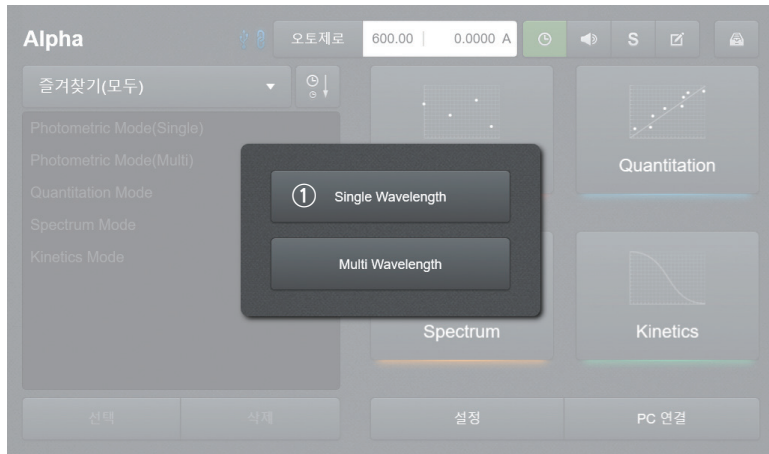 Alpha
오토제로
600.00
0.0000 A
S
즐겨찾기(모두)
Photometric Mode(Single)
Photometric Mode(Multi)
Quantitation Mode
Spectrum Mode
Kinetics Mode
선택
삭제
① Single Wavelength
Multi Wavelength
Quantitation
Spectrum
Kinetics
설정
PC 연결